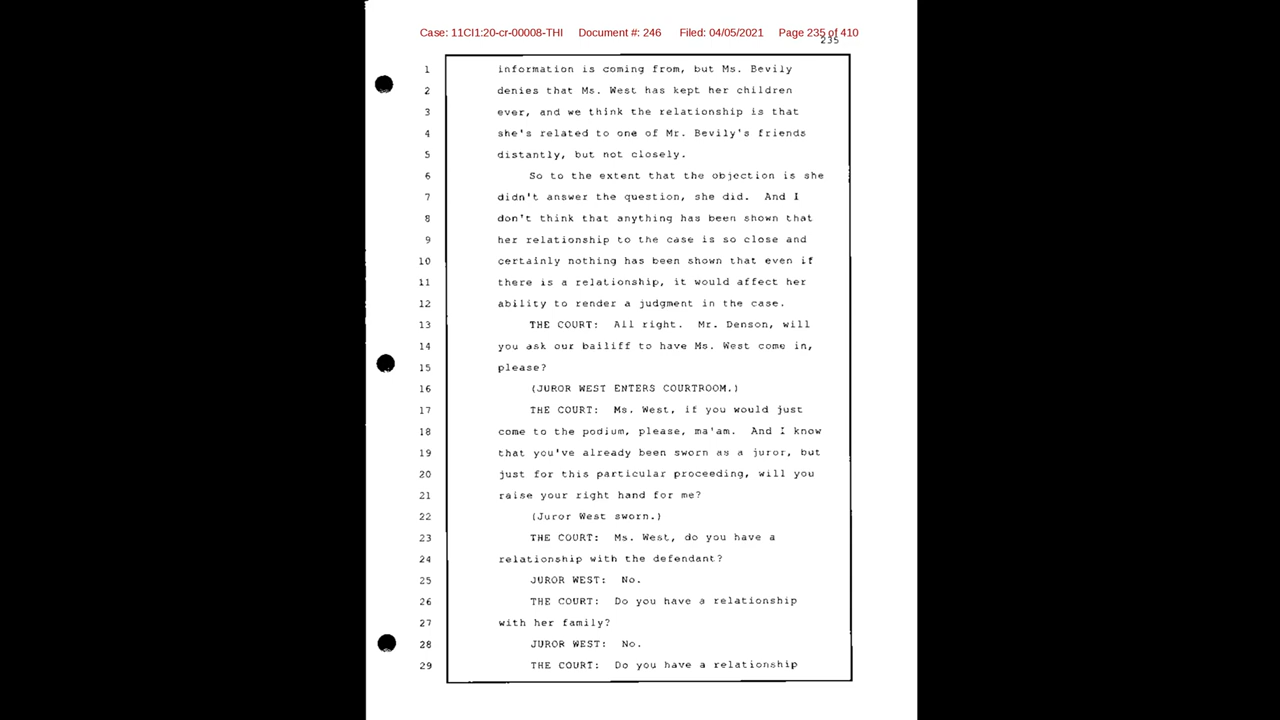 Case: 11CI1:20-cr-00008-THI Document #: 246 Filed: 04/05/2021 Page 235 of 410
235
1 information is coming from, but Ms. Bevily
2 denies that Ms. West has kept her children
3 ever, and we think the relationship is that
4 she's related to one of Mr. Bevily's friends
5 distantly, but not closely.
6 So to the extent that the objection is she
7 didn't answer the question, she did. And I
8 don't think that anything has been shown that
9 her relationship to the case is so close and
10 certainly nothing has been shown that even if
11 there is a relationship, it would affect her
12 ability to render a judgment in the case.
13 THE COURT: All right. Mr. Denson, will
14 you ask our bailiff to have Ms. West come in,
15 please?
16 (JUROR WEST ENTERS COURTROOM.)
17 THE COURT: Ms. West, if you would just
18 come to the podium, please, ma'am. And I know
19 that you've already been sworn as a juror, but
20 just for this particular proceeding, will you
21 raise your right hand for me?
22 (Juror West sworn.)
23 THE COURT: Ms. West, do you have a
24 relationship with the defendant?
25 JUROR WEST: No.
26 THE COURT: Do you have a relationship
27 with her family?
28 JUROR WEST: No.
29 THE COURT: Do you have a relationship